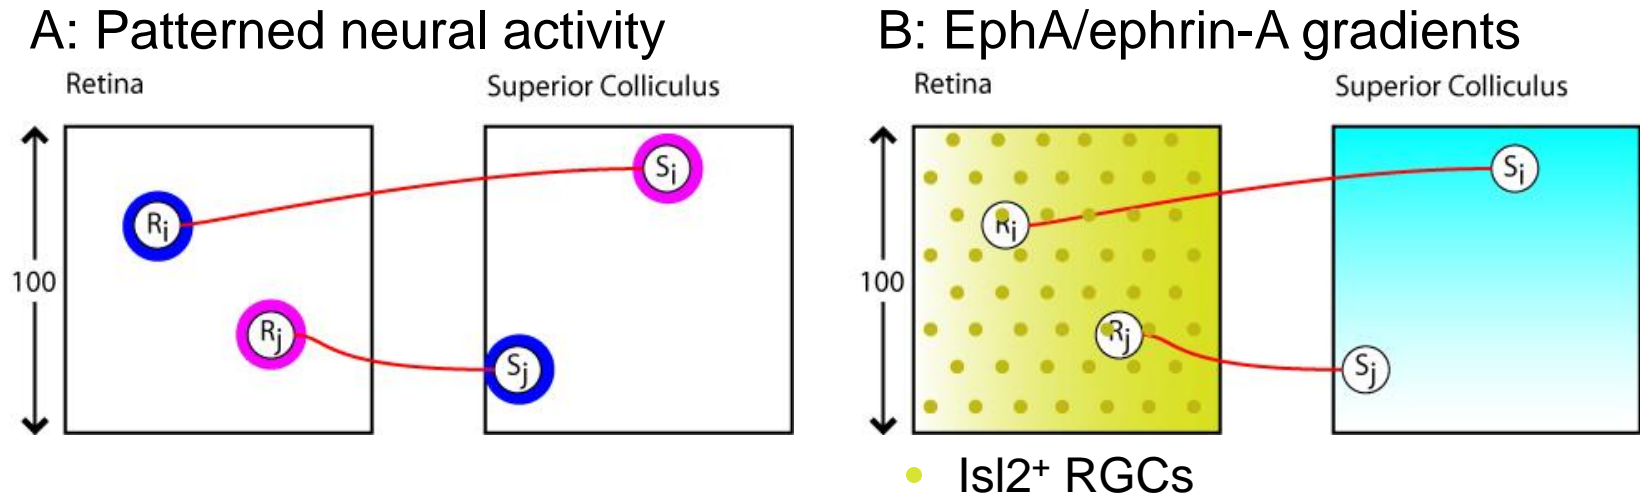 A: Patterned neural activity
Retina
Superior Colliculus
100
Ri
Si
Rj
Sj
B: EphA/ephrin-A gradients
Retina
Superior Colliculus
100
Ri
Si
Rj
Sj
Isl2⁺ RGCs